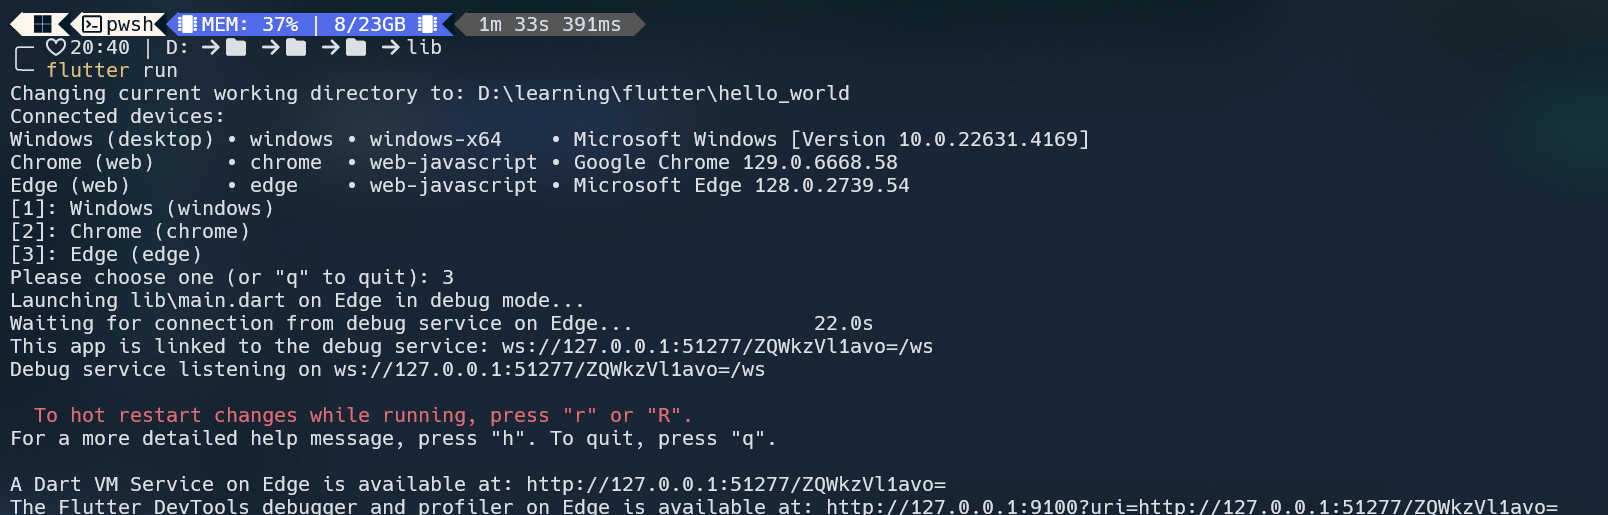 pwsh MEM: 37% | 8/23GB 1m 33s 391ms
20:40 | D: → → → →lib
flutter run
Changing current working directory to: D:\learning\flutter\hello_world
Connected devices:
Windows (desktop) • windows • windows-x64 • Microsoft Windows [Version 10.0.22631.4169]
Chrome (web) • chrome • web-javascript • Google Chrome 129.0.6668.58
Edge (web) • edge • web-javascript • Microsoft Edge 128.0.2739.54
[1]: Windows (windows)
[2]: Chrome (chrome)
[3]: Edge (edge)
Please choose one (or "q" to quit): 3
Launching lib\main.dart on Edge in debug mode...
Waiting for connection from debug service on Edge... 22.0s
This app is linked to the debug service: ws://127.0.0.1:51277/ZQWkzVl1avo=/ws
Debug service listening on ws://127.0.0.1:51277/ZQWkzVl1avo=/ws
To hot restart changes while running, press "r" or "R".
For a more detailed help message, press "h". To quit, press "q".
A Dart VM Service on Edge is available at: http://127.0.0.1:51277/ZQWkzVl1avo=
The Flutter DevTools debugger and profiler on Edge is available at: http://127.0.0.1:9100?uri=http://127.0.0.1:51277/ZQWkzVl1avo=